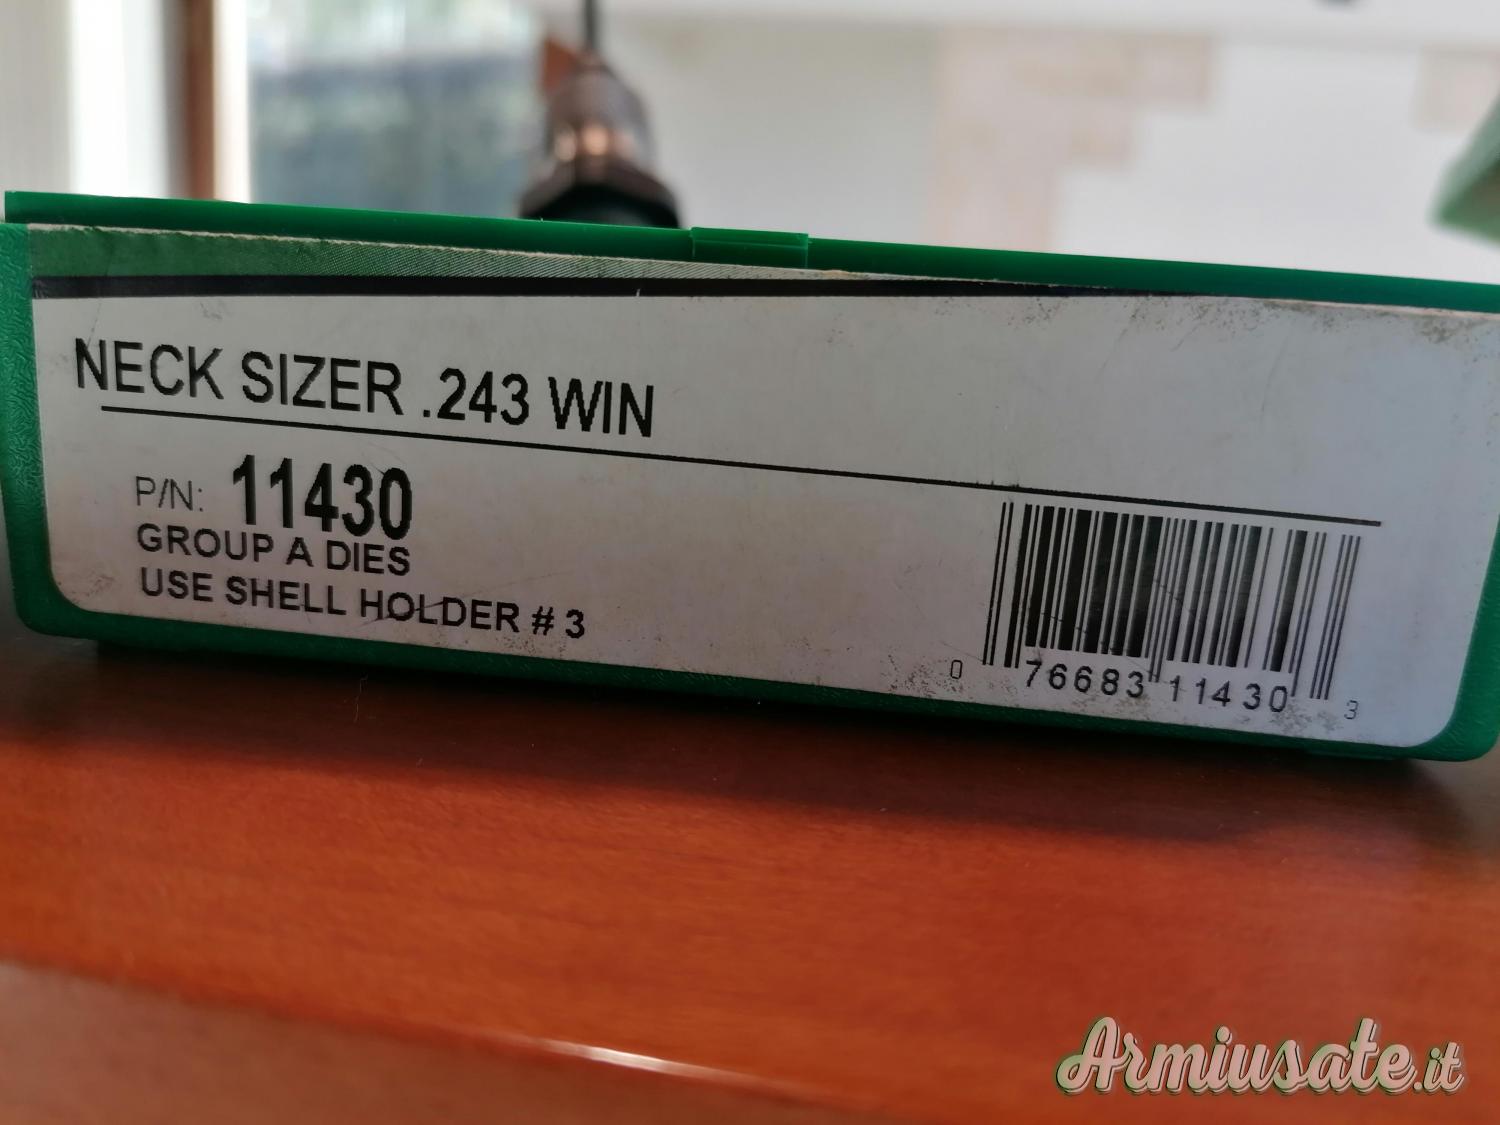 NECK SIZER .243 WIN
P/N: 11430
GROUP A DIES
USE SHELL HOLDER # 3
0 76683 11430 3
Armiusate.it